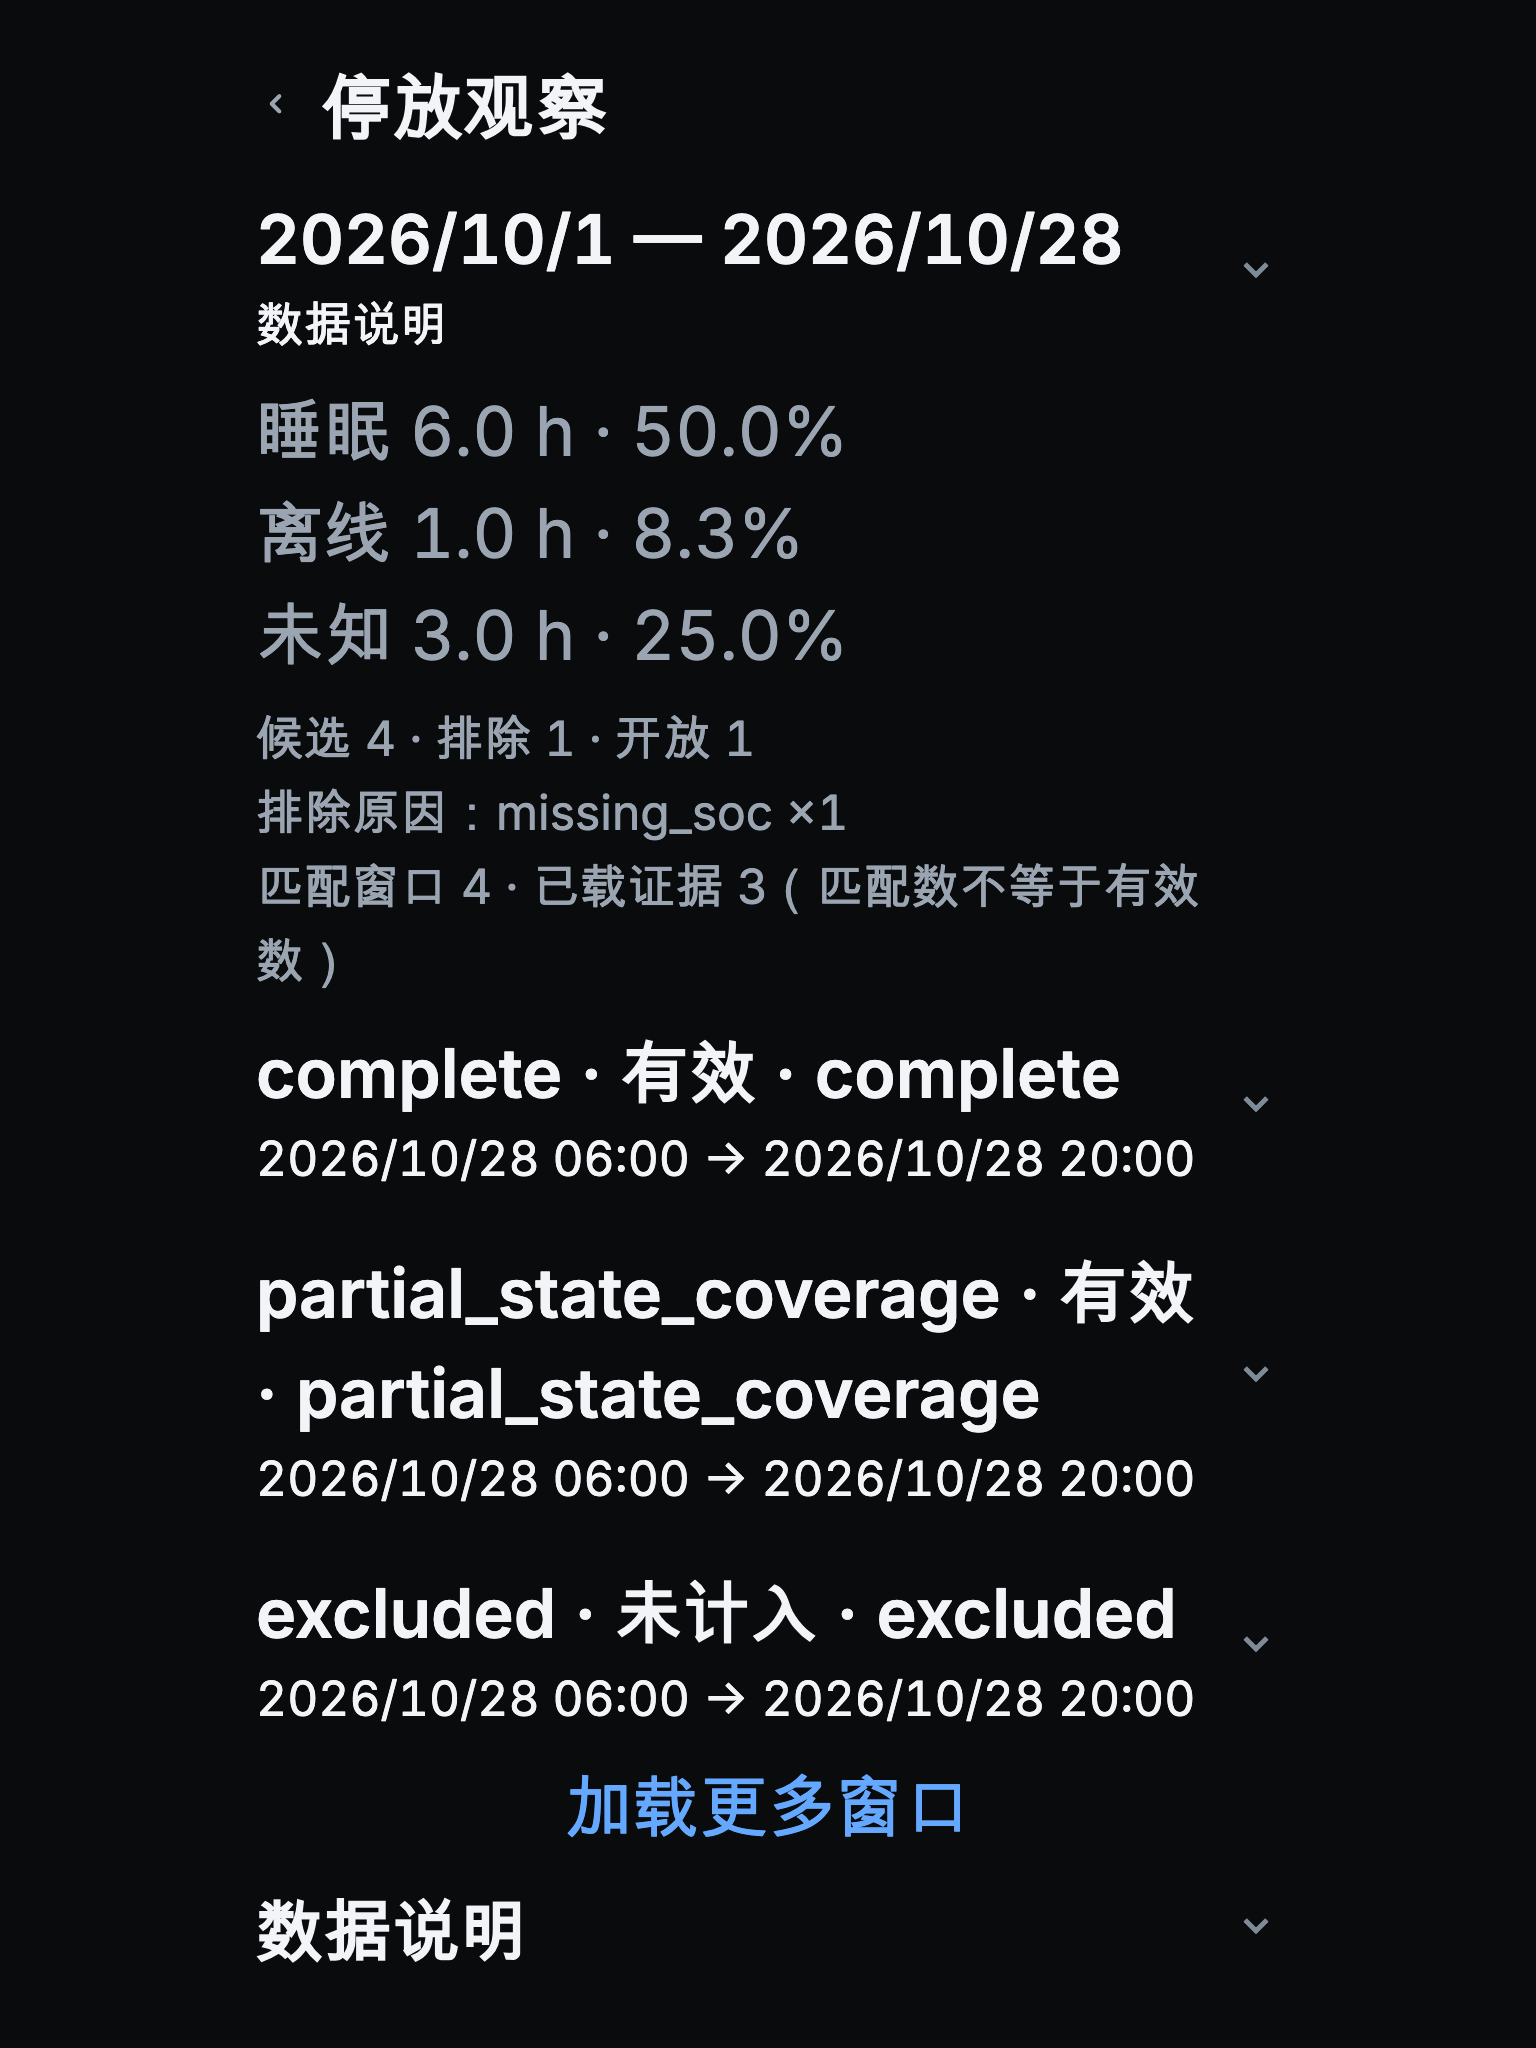 停放观察
2026/10/1 — 2026/10/28
数据说明
睡眠 6.0 h · 50.0%
离线 1.0 h · 8.3%
未知 3.0 h · 25.0%
候选 4 · 排除 1 · 开放 1
排除原因：missing_soc ×1
匹配窗口 4 · 已载证据 3（匹配数不等于有效
数）
complete · 有效 · complete
2026/10/28 06:00 → 2026/10/28 20:00
partial_state_coverage · 有效
· partial_state_coverage
2026/10/28 06:00 → 2026/10/28 20:00
excluded · 未计入 · excluded
2026/10/28 06:00 → 2026/10/28 20:00
加载更多窗口
数据说明